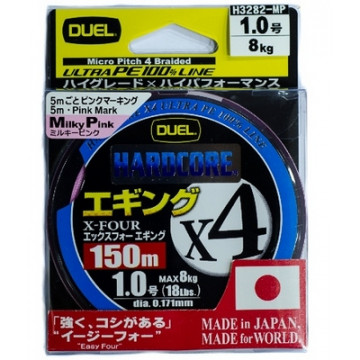 DUEL
H3282-MP
1.0号
8kg
Micro Pitch 4 Braided
ULTRA PE100% LINE
ハイグレード×ハイパフォーマンス
5mごとピンクマーキング
5m・Pink Mark
Milky Pink
ミルキーピンク
DUEL
HARDCORE
エギング
X4
X-FOUR
エックスフォー エギング
150m
1.0号 MAX8kg
(18Lbs.)
dia. 0.171mm
「強く、コシがある」
"イージーフォー"
"Easy Four"
MADE IN JAPAN.
MADE for WORLD.